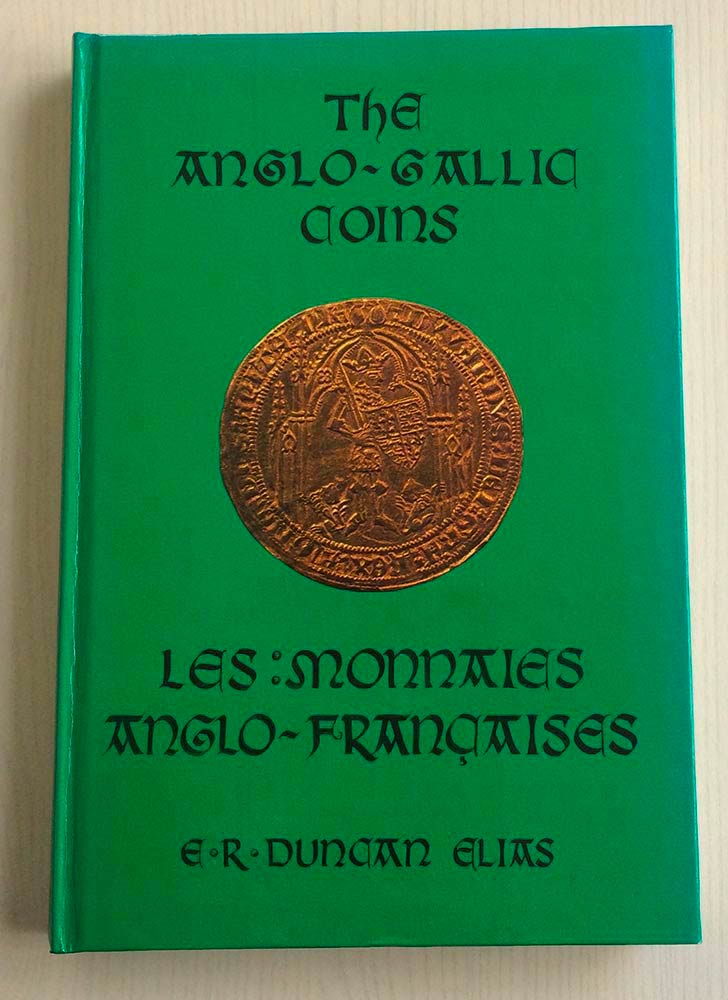 The
ANGLO-GALLIC
COINS
LES:MONNAIES
ANGLO-FRANÇAISES
E·R·DUNCAN ELIAS